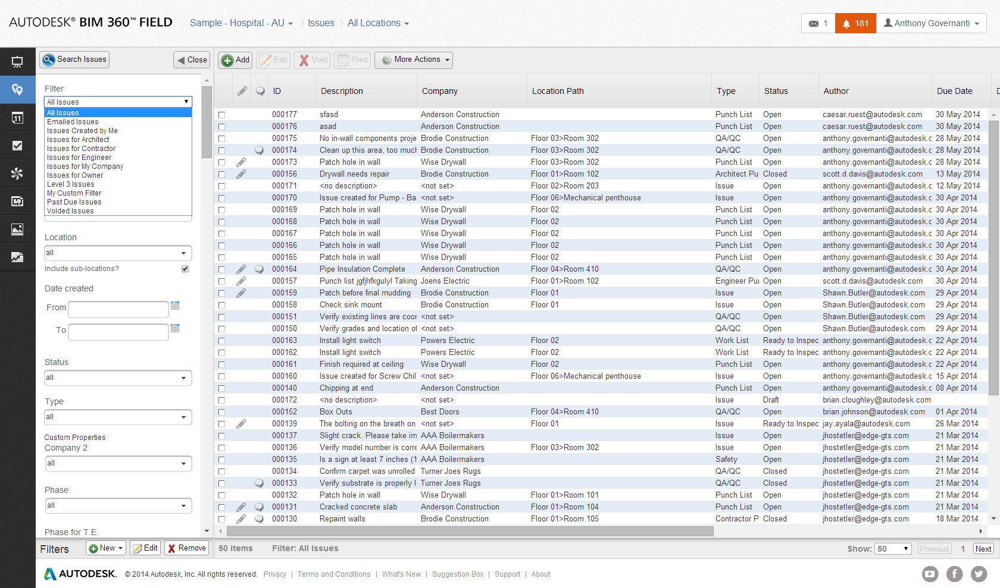 AUTODESK® BIM 360™ FIELD
Sample - Hospital - AU
Issues
All Locations
1
181
Anthony Governanti
Search Issues
Close
Add
Edit
Void
Print
More Actions
Filter
All Issues
All Issues
Emailed Issues
Issues Created by Me
Issues for Architect
Issues for Contractor
Issues for Engineer
Issues for My Company
Issues for Owner
Level 3 Issues
My Custom Filter
Past Due Issues
Voided Issues
Location
all
Include sub-locations?
Date created
From
To
Status
all
Type
all
Custom Properties
Company 2
all
Phase
all
Phase for T.E.
Filters
New
Edit
Remove
11
ID Description Company Location Path Type Status Author Due Date D
000177 sfasd Anderson Construction Punch List Open caesar.ruest@autodesk.com 30 May 2014
000176 asad Anderson Construction Punch List Open caesar.ruest@autodesk.com 30 May 2014
000175 No in-wall components proje Brodie Construction Floor 03>Room 302 QA/QC Open anthony.governanti@autodesk.c 28 May 2014
000174 Clean up this area, too much Brodie Construction Floor 03>Room 302 QA/QC Open anthony.governanti@autodesk.c 28 May 2014
000173 Patch hole in wall Wise Drywall Floor 03>Room 302 Punch List Open anthony.governanti@autodesk.c 28 May 2014
000156 Drywall needs repair Brodie Construction Floor 01>Room 102 Architect Pu Closed scott.d.davis@autodesk.com 13 May 2014
000171 <no description> <not set> Floor 02>Room 203 Issue Open anthony.governanti@autodesk.c 12 May 2014
000170 Issue created for Pump - Ba <not set> Floor 06>Mechanical penthouse Issue Open anthony.governanti@autodesk.c 30 Apr 2014
000169 Patch hole in wall Wise Drywall Floor 02 Punch List Open anthony.governanti@autodesk.c 30 Apr 2014
000168 Patch hole in wall Wise Drywall Floor 02 Punch List Open anthony.governanti@autodesk.c 30 Apr 2014
000167 Patch hole in wall Wise Drywall Floor 02 Punch List Open anthony.governanti@autodesk.c 30 Apr 2014
000166 Patch hole in wall Wise Drywall Floor 02 Punch List Open anthony.governanti@autodesk.c 30 Apr 2014
000165 Patch hole in wall Wise Drywall Floor 02 Punch List Open anthony.governanti@autodesk.c 30 Apr 2014
000164 Pipe Insulation Complete Anderson Construction Floor 04>Room 410 QA/QC Open anthony.governanti@autodesk.c 30 Apr 2014
000157 Punch list jgfjhfkgulyl Taking Joens Electric Floor 01>Room 102 Engineer Pu Open scott.d.davis@autodesk.com 30 Apr 2014
000159 Patch before final mudding Brodie Construction Floor 01 Issue Open Shawn.Butler@autodesk.com 29 Apr 2014
000158 Check sink mount Brodie Construction Floor 01 Issue Open Shawn.Butler@autodesk.com 29 Apr 2014
000151 Verify existing lines are coor <not set> QA/QC Open Shawn.Butler@autodesk.com 29 Apr 2014
000150 Verify grades and location of <not set> QA/QC Open Shawn.Butler@autodesk.com 29 Apr 2014
000163 Install light switch Powers Electric Floor 02 Work List Ready to Inspec anthony.governanti@autodesk.c 22 Apr 2014
000162 Install light switch Powers Electric Floor 02 Work List Ready to Inspec anthony.governanti@autodesk.c 22 Apr 2014
000161 Finish required at ceiling Wise Drywall Floor 02 Punch List Open anthony.governanti@autodesk.c 22 Apr 2014
000160 Issue created for Screw Chil <not set> Floor 06>Mechanical penthouse Issue Open anthony.governanti@autodesk.c 15 Apr 2014
000140 Chipping at end Anderson Construction Punch List Open anthony.governanti@autodesk.c 08 Apr 2014
000172 <no description> <not set> Issue Draft brian.cloughley@autodesk.com
000152 Box Outs Best Doors Floor 04>Room 410 QA/QC Open brian.johnson@autodesk.com 01 Apr 2014
000139 The bolting on the breath on <not set> Floor 01 Issue Ready to Inspec jay.ayala@autodesk.com 26 Mar 2014
000137 Slight crack. Please take im AAA Boilermakers Issue Open jhostetler@edge-gts.com 21 Mar 2014
000136 Verify model number is corre AAA Boilermakers Floor 03>Room 302 Issue Open jhostetler@edge-gts.com 21 Mar 2014
000135 Is a sign at least 7 inches (1 AAA Boilermakers Safety Open jhostetler@edge-gts.com 21 Mar 2014
000134 Confirm carpet was unrolled Turner Joes Rugs QA/QC Closed jhostetler@edge-gts.com 21 Mar 2014
000133 Verify substrate is properly l Turner Joes Rugs QA/QC Closed jhostetler@edge-gts.com 21 Mar 2014
000132 Patch hole in wall Wise Drywall Floor 01>Room 101 Punch List Open jhostetler@edge-gts.com 21 Mar 2014
000131 Cracked concrete slab Anderson Construction Floor 01>Room 104 Punch List Open jhostetler@edge-gts.com 21 Mar 2014
000130 Repaint walls Brodie Construction Floor 01>Room 105 Contractor P Closed jhostetler@edge-gts.com 18 Mar 2014
50 items
Filter: All Issues
Show: 50
Previous
1
Next
AUTODESK.
© 2014 Autodesk, Inc. All rights reserved.
Privacy | Terms and Conditions | What's New | Suggestion Box | Support | About